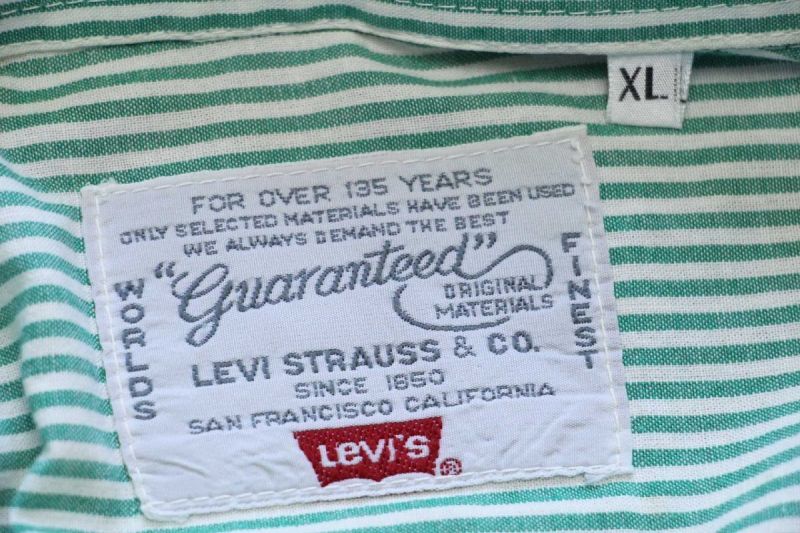 XL
FOR OVER 135 YEARS
ONLY SELECTED MATERIALS HAVE BEEN USED
WE ALWAYS DEMAND THE BEST
"Guaranteed"
ORIGINAL
MATERIALS
WORLDS
FINEST
LEVI STRAUSS & CO.
SINCE 1850
SAN FRANCISCO CALIFORNIA
Levi's ®